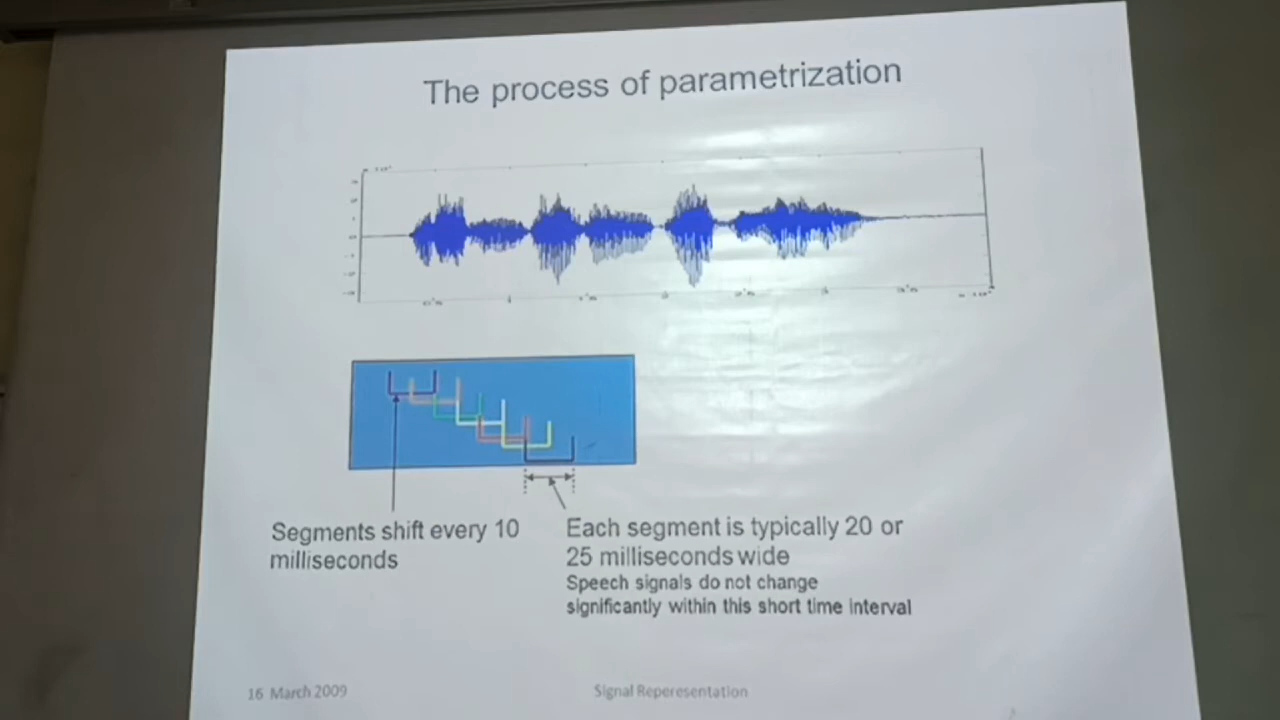 The process of parametrization
Segments shift every 10
milliseconds
Each segment is typically 20 or
25 milliseconds wide
Speech signals do not change
significantly within this short time interval
16 March 2009
Signal Reperesentation